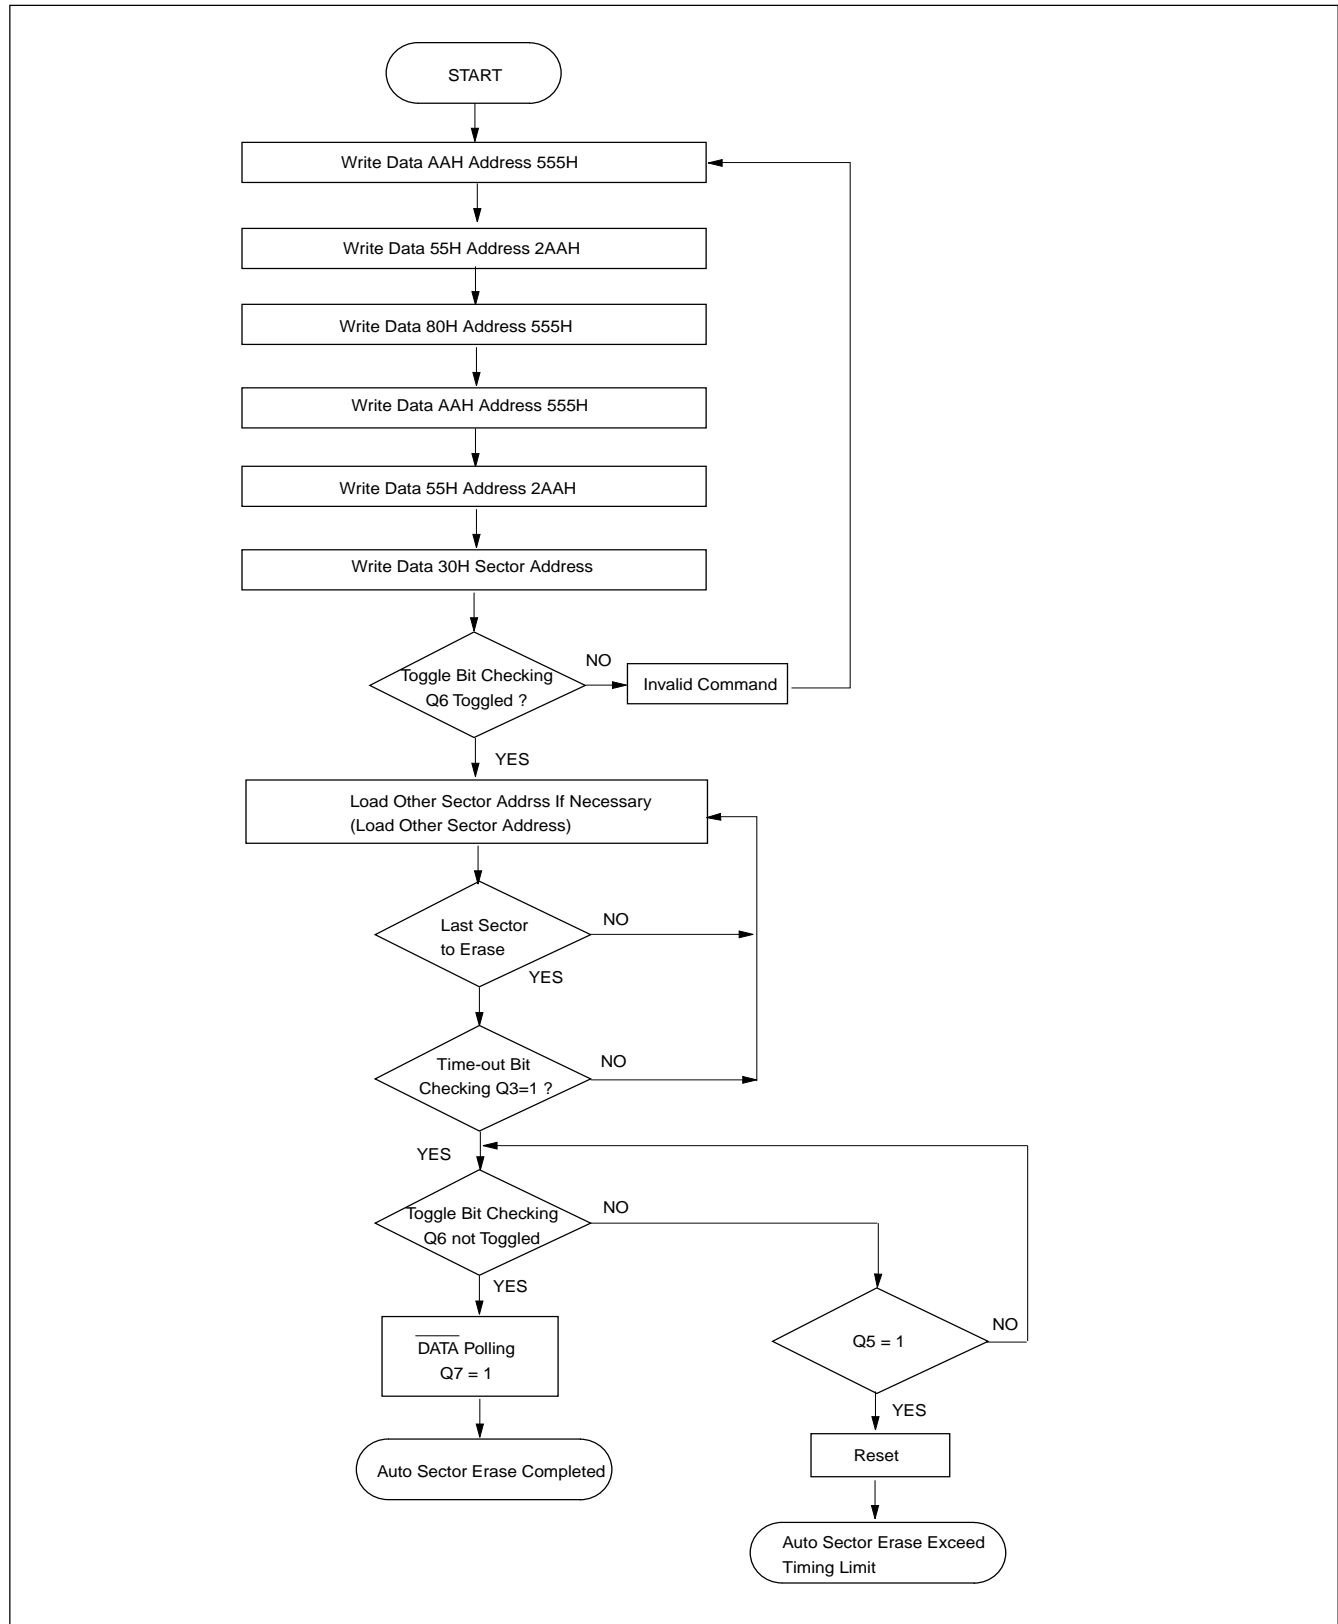 START
Write Data AAH Address 555H
Write Data 55H Address 2AAH
Write Data 80H Address 555H
Write Data AAH Address 555H
Write Data 55H Address 2AAH
Write Data 30H Sector Address
Toggle Bit Checking
Q6 Toggled ?
NO
Invalid Command
YES
Load Other Sector Addrss If Necessary
(Load Other Sector Address)
Last Sector
to Erase
NO
YES
Time-out Bit
Checking Q3=1 ?
NO
YES
Toggle Bit Checking
Q6 not Toggled
NO
YES
DATA Polling
Q7 = 1
Q5 = 1
NO
YES
Reset
Auto Sector Erase Completed
Auto Sector Erase Exceed
Timing Limit